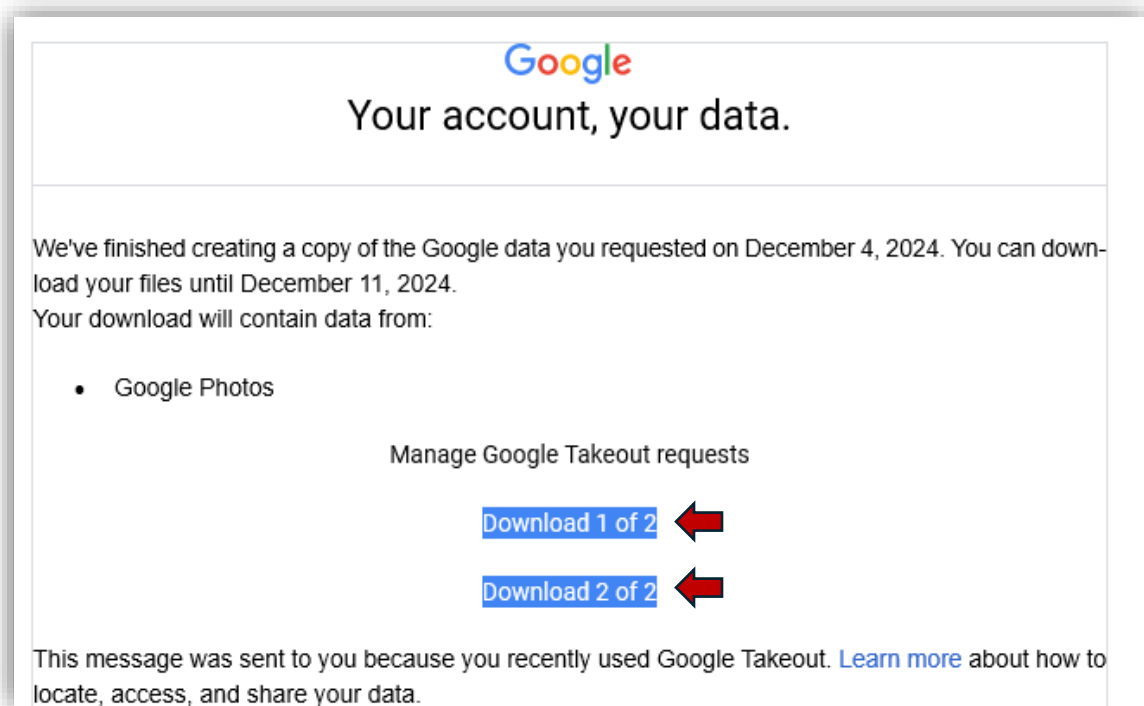 Google
Your account, your data.
We've finished creating a copy of the Google data you requested on December 4, 2024. You can down-
load your files until December 11, 2024.
Your download will contain data from:
• Google Photos
Manage Google Takeout requests
Download 1 of 2
Download 2 of 2
This message was sent to you because you recently used Google Takeout. Learn more about how to
locate, access, and share your data.